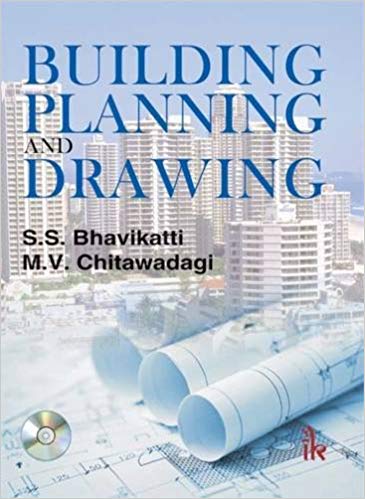 BUILDING
PLANNING
AND
DRAWING
S.S. Bhavikatti
M.V. Chitawadagi
ik